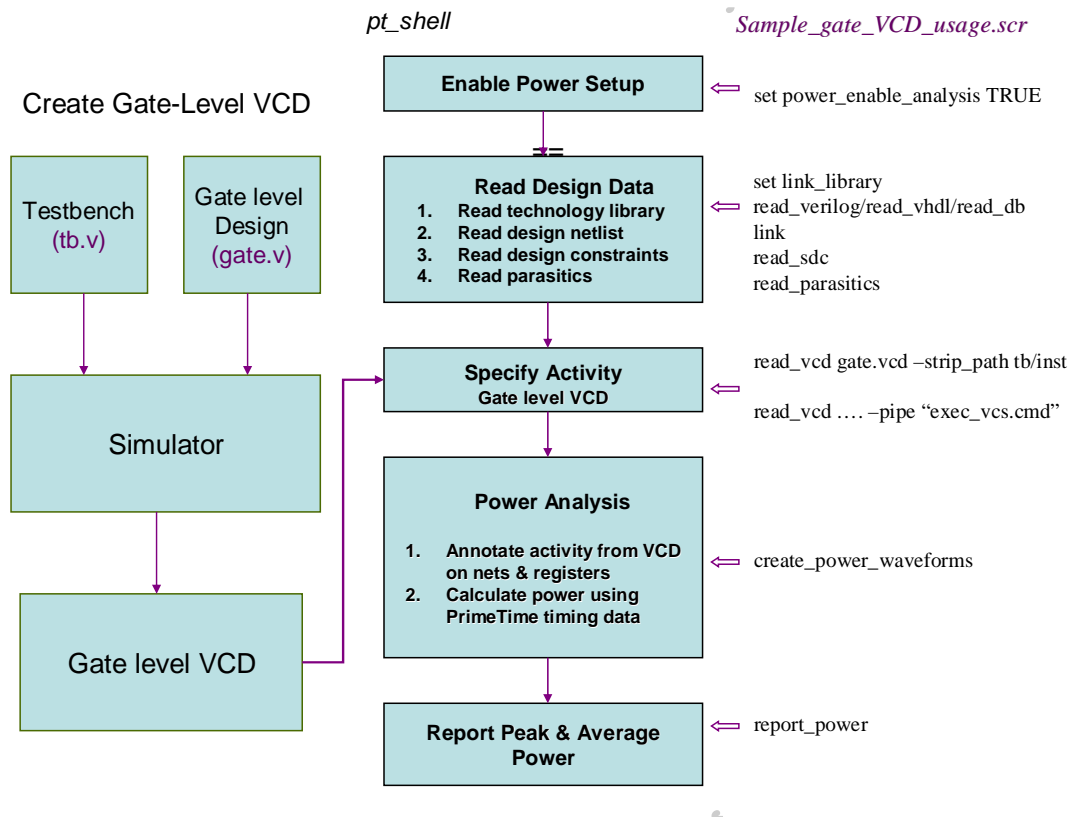 pt_shell
Sample_gate_VCD_usage.scr
Create Gate-Level VCD
Testbench
(tb.v)
Gate level
Design
(gate.v)
Simulator
Gate level VCD
Enable Power Setup
set power_enable_analysis TRUE
Read Design Data
1. Read technology library
2. Read design netlist
3. Read design constraints
4. Read parasitics
set link_library
read_verilog/read_vhdl/read_db
link
read_sdc
read_parasitics
Specify Activity
Gate level VCD
read_vcd gate.vcd –strip_path tb/inst
read_vcd …. –pipe “exec_vcs.cmd”
Power Analysis
1. Annotate activity from VCD
on nets & registers
2. Calculate power using
PrimeTime timing data
create_power_waveforms
Report Peak & Average
Power
report_power